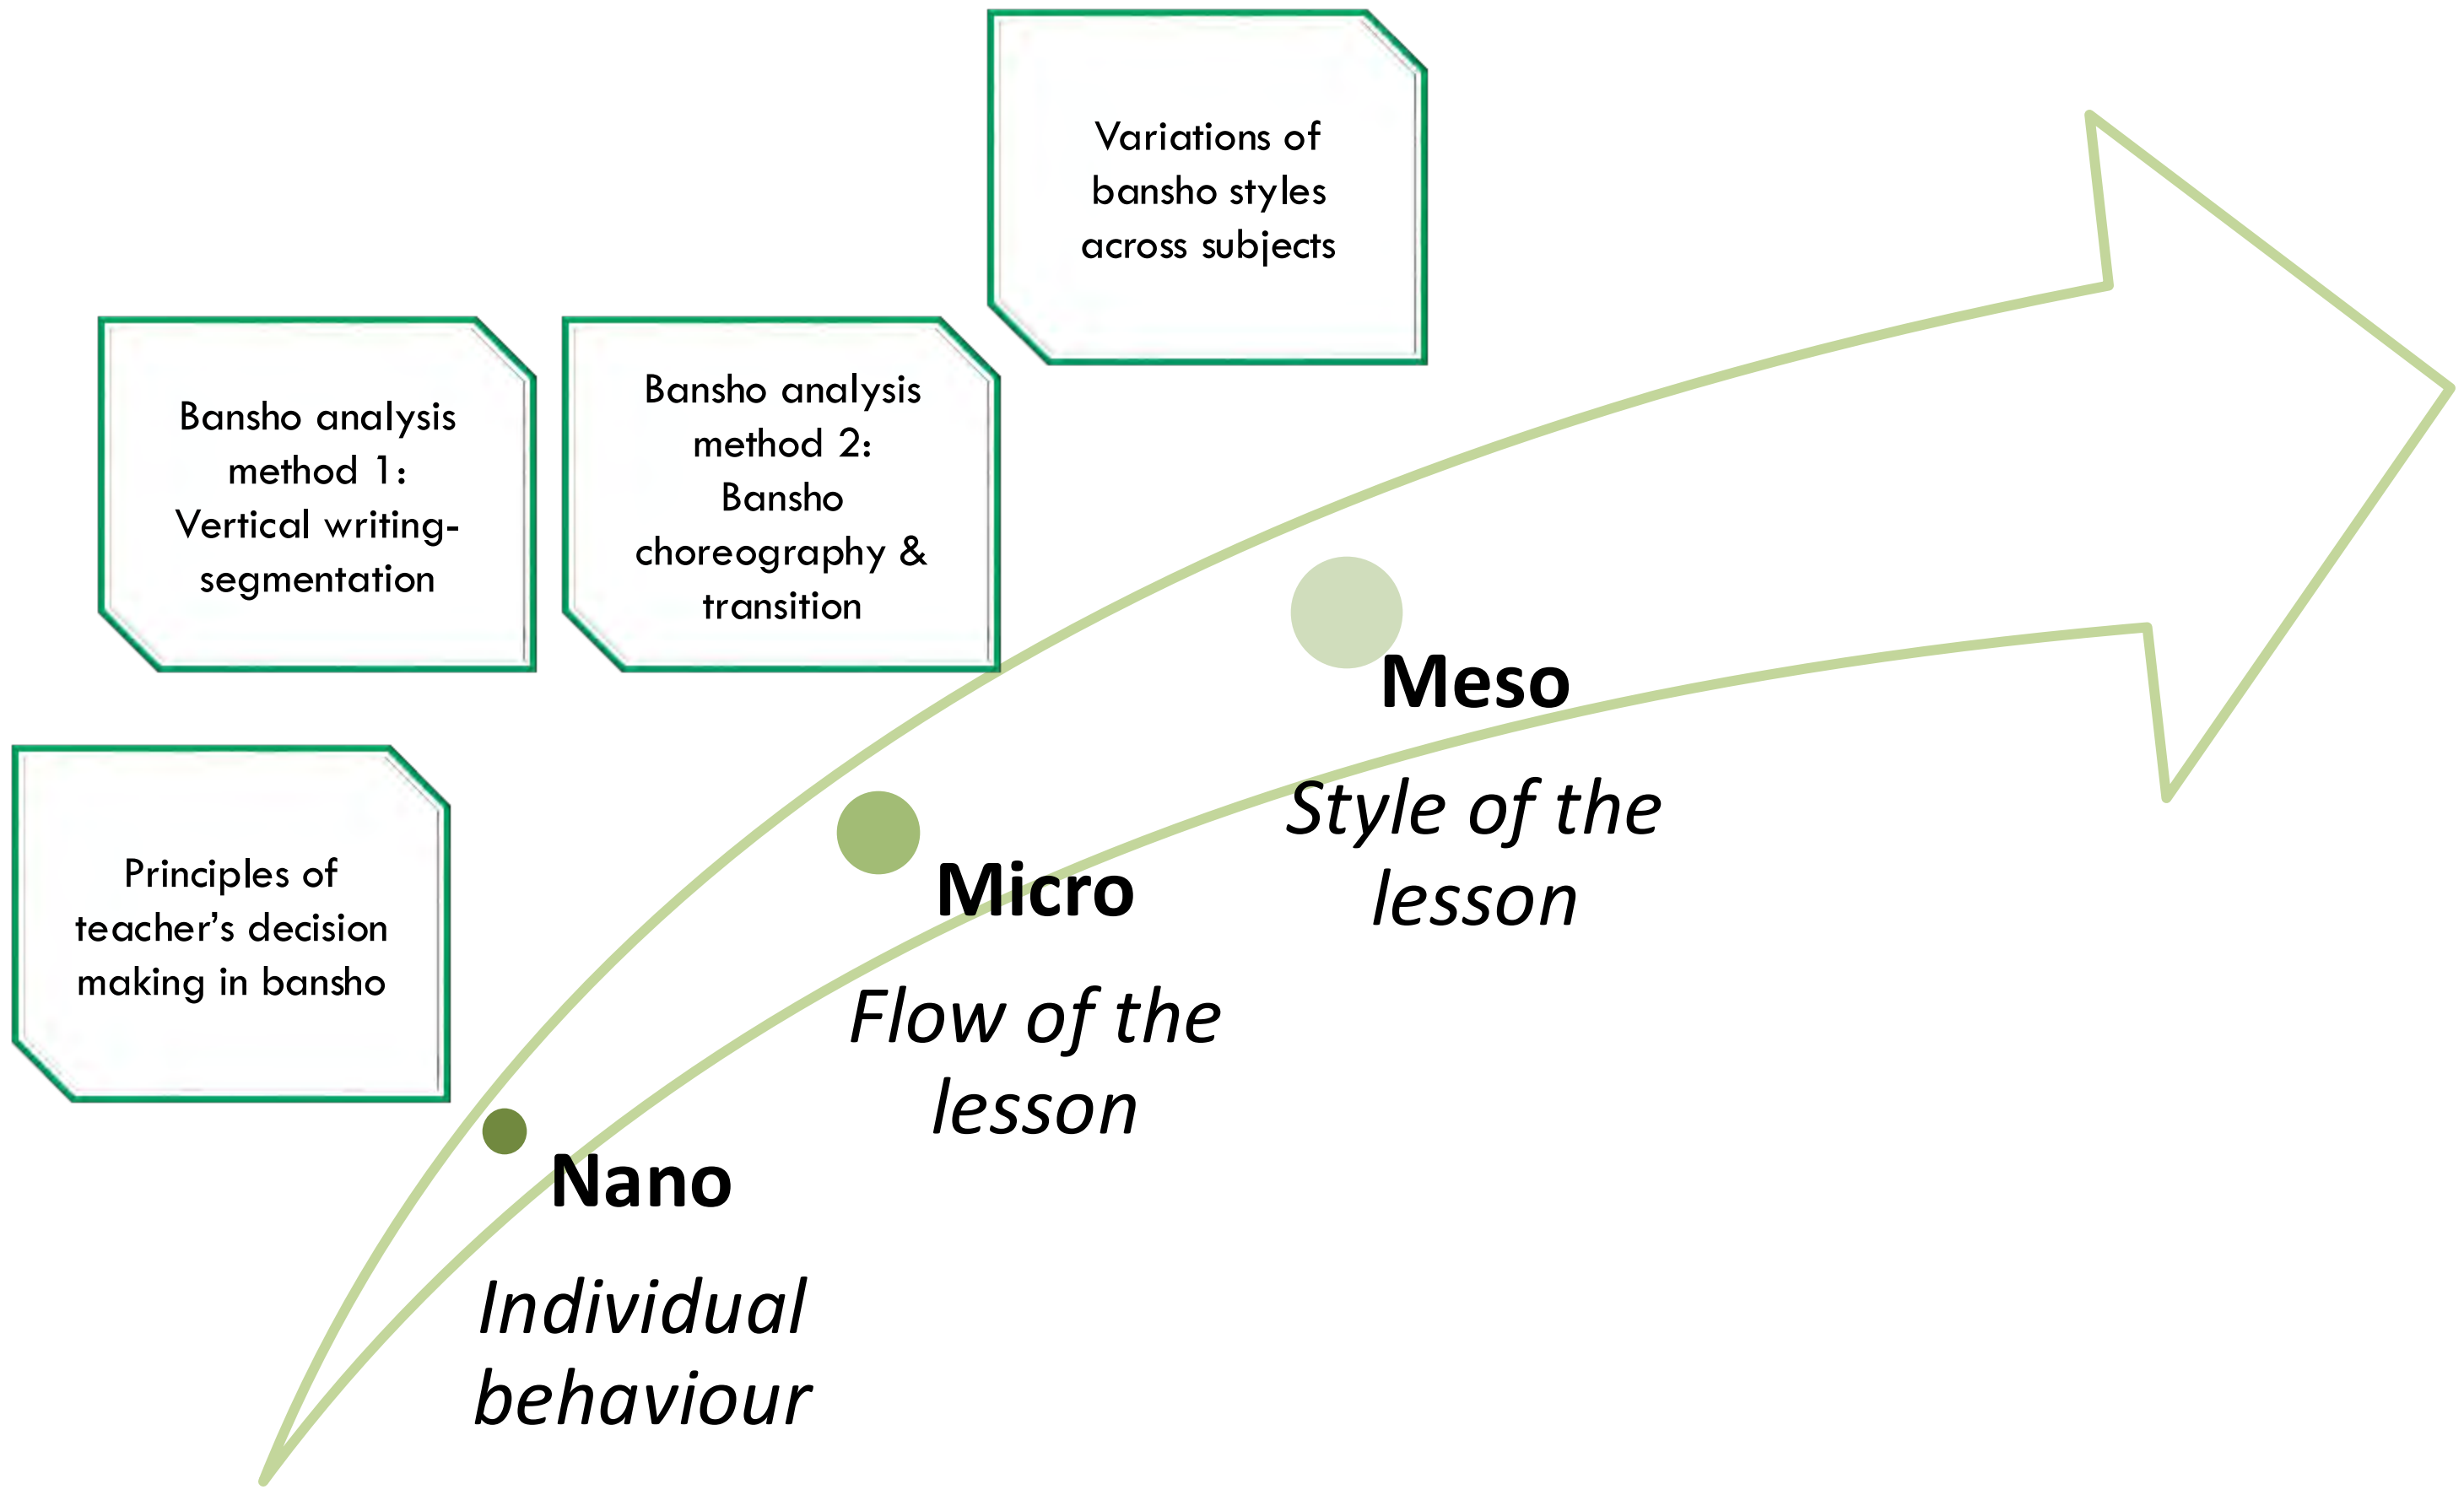 Variations of
bansho styles
across subjects
Bansho analysis
method 1:
Vertical writing-
segmentation
Bansho analysis
method 2:
Bansho
choreography &
transition
Principles of
teacher’s decision
making in bansho
Meso
Style of the
lesson
Micro
Flow of the
lesson
Nano
Individual
behaviour